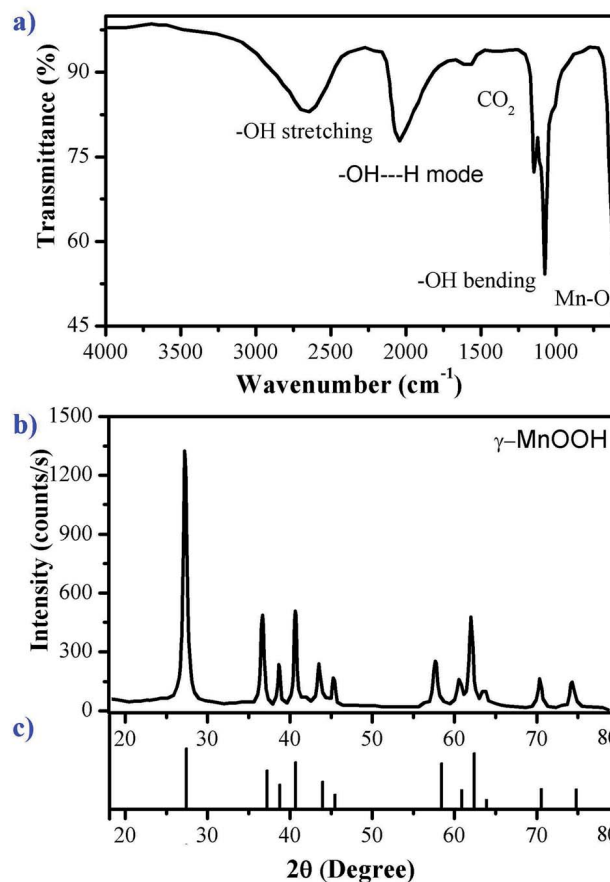 a)
Transmittance (%)
90
75
60
45
-OH stretching
-OH---H mode
CO₂
-OH bending
Mn-O
4000 3500 3000 2500 2000 1500 1000
Wavenumber (cm⁻¹)
b)
γ–MnOOH
Intensity (counts/s)
1500
1200
900
600
300
0
20 30 40 50 60 70 80
c)
20 30 40 50 60 70 80
2θ (Degree)